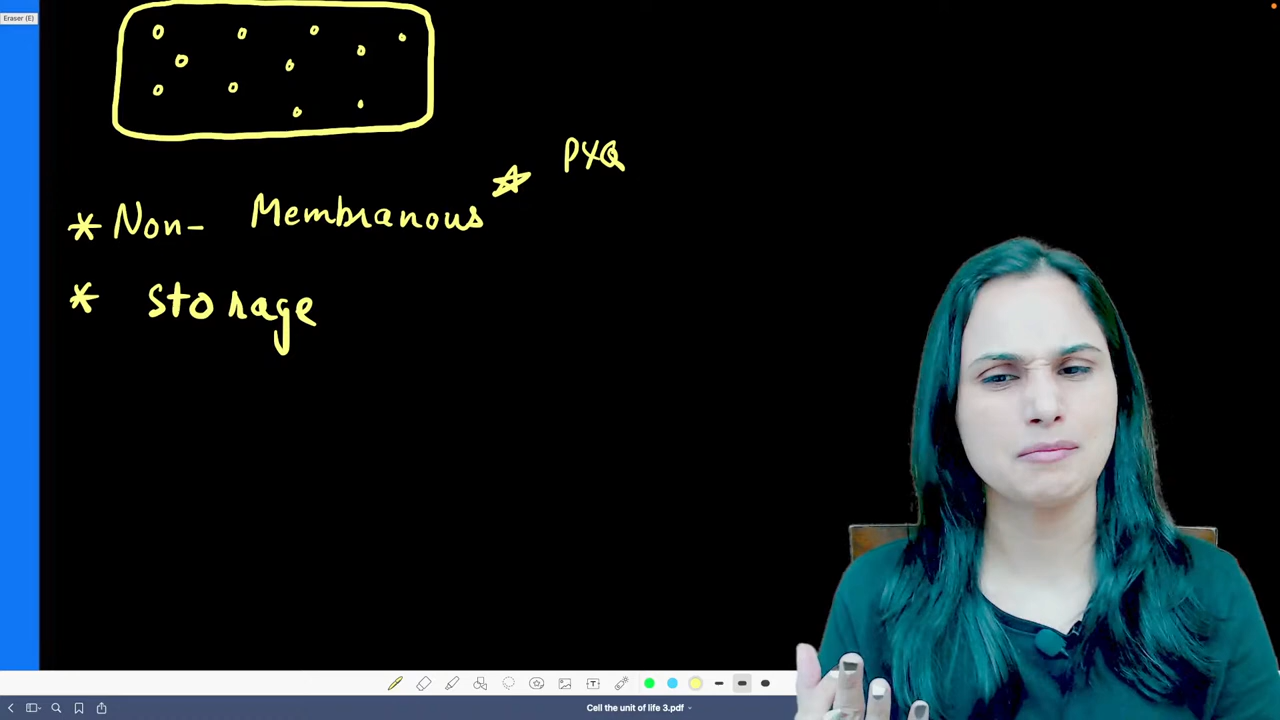 Eraser (E)
PYQ
* Non- Membranous
* Storage
Cell the unit of life 3.pdf